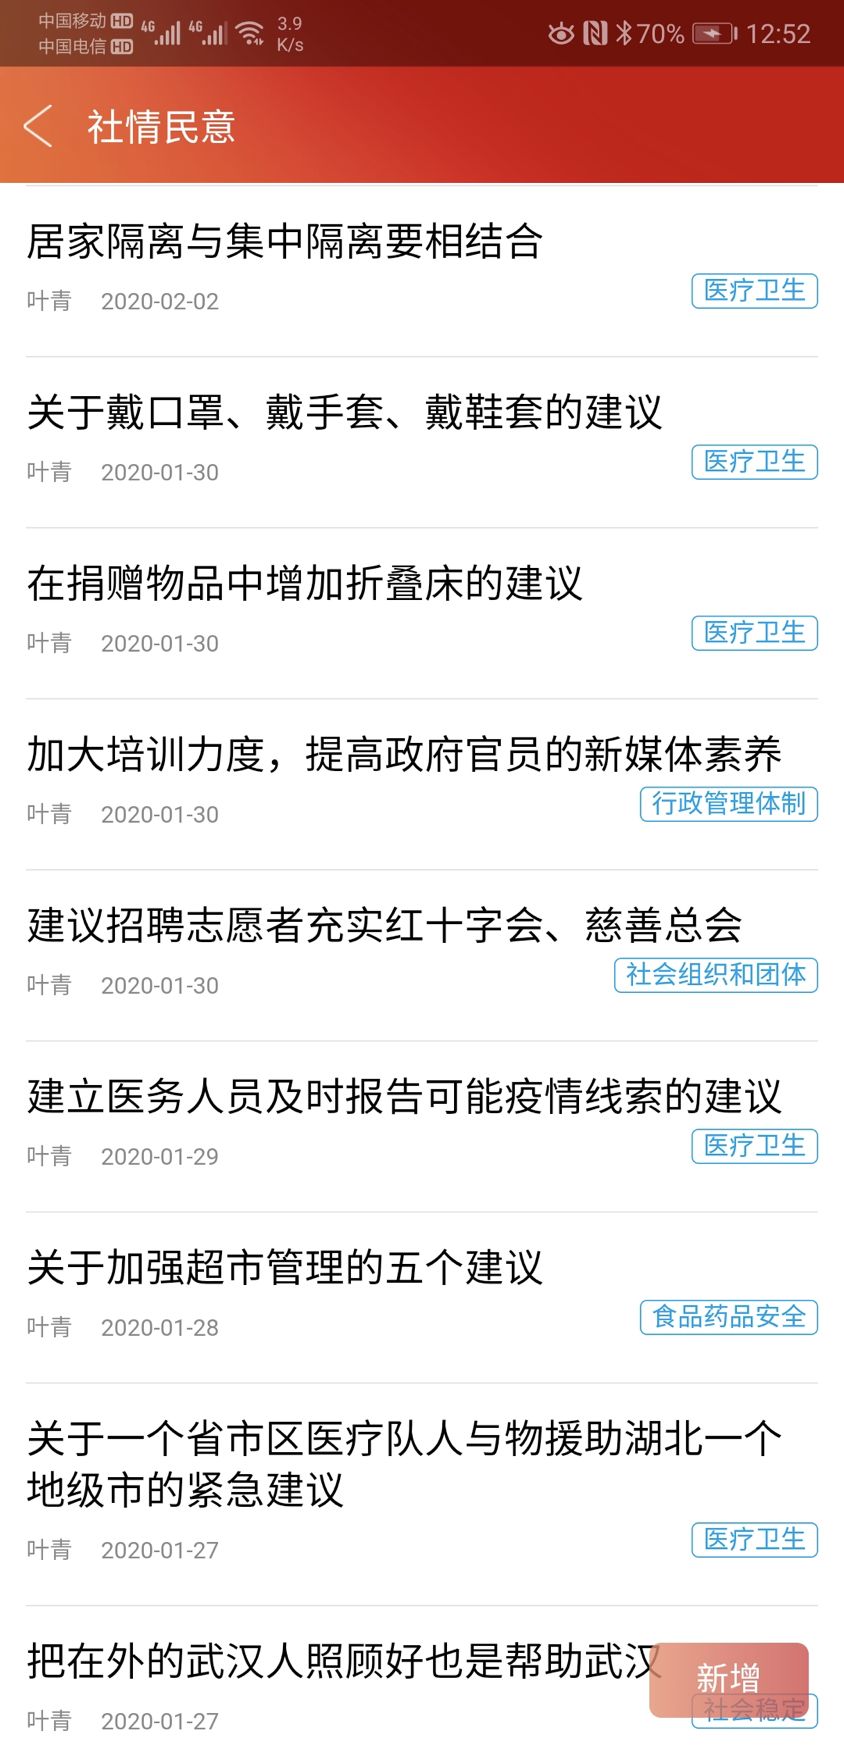 中国移动 HD 4G 4G 3.9 70% 12:52
中国电信 HD K/s
社情民意
居家隔离与集中隔离要相结合
叶青 2020-02-02 医疗卫生
关于戴口罩、戴手套、戴鞋套的建议
叶青 2020-01-30 医疗卫生
在捐赠物品中增加折叠床的建议
叶青 2020-01-30 医疗卫生
加大培训力度，提高政府官员的新媒体素养
叶青 2020-01-30 行政管理体制
建议招聘志愿者充实红十字会、慈善总会
叶青 2020-01-30 社会组织和团体
建立医务人员及时报告可能疫情线索的建议
叶青 2020-01-29 医疗卫生
关于加强超市管理的五个建议
叶青 2020-01-28 食品药品安全
关于一个省市区医疗队人与物援助湖北一个
地级市的紧急建议
叶青 2020-01-27 医疗卫生
把在外的武汉人照顾好也是帮助武汉
新增
叶青 2020-01-27 社会稳定